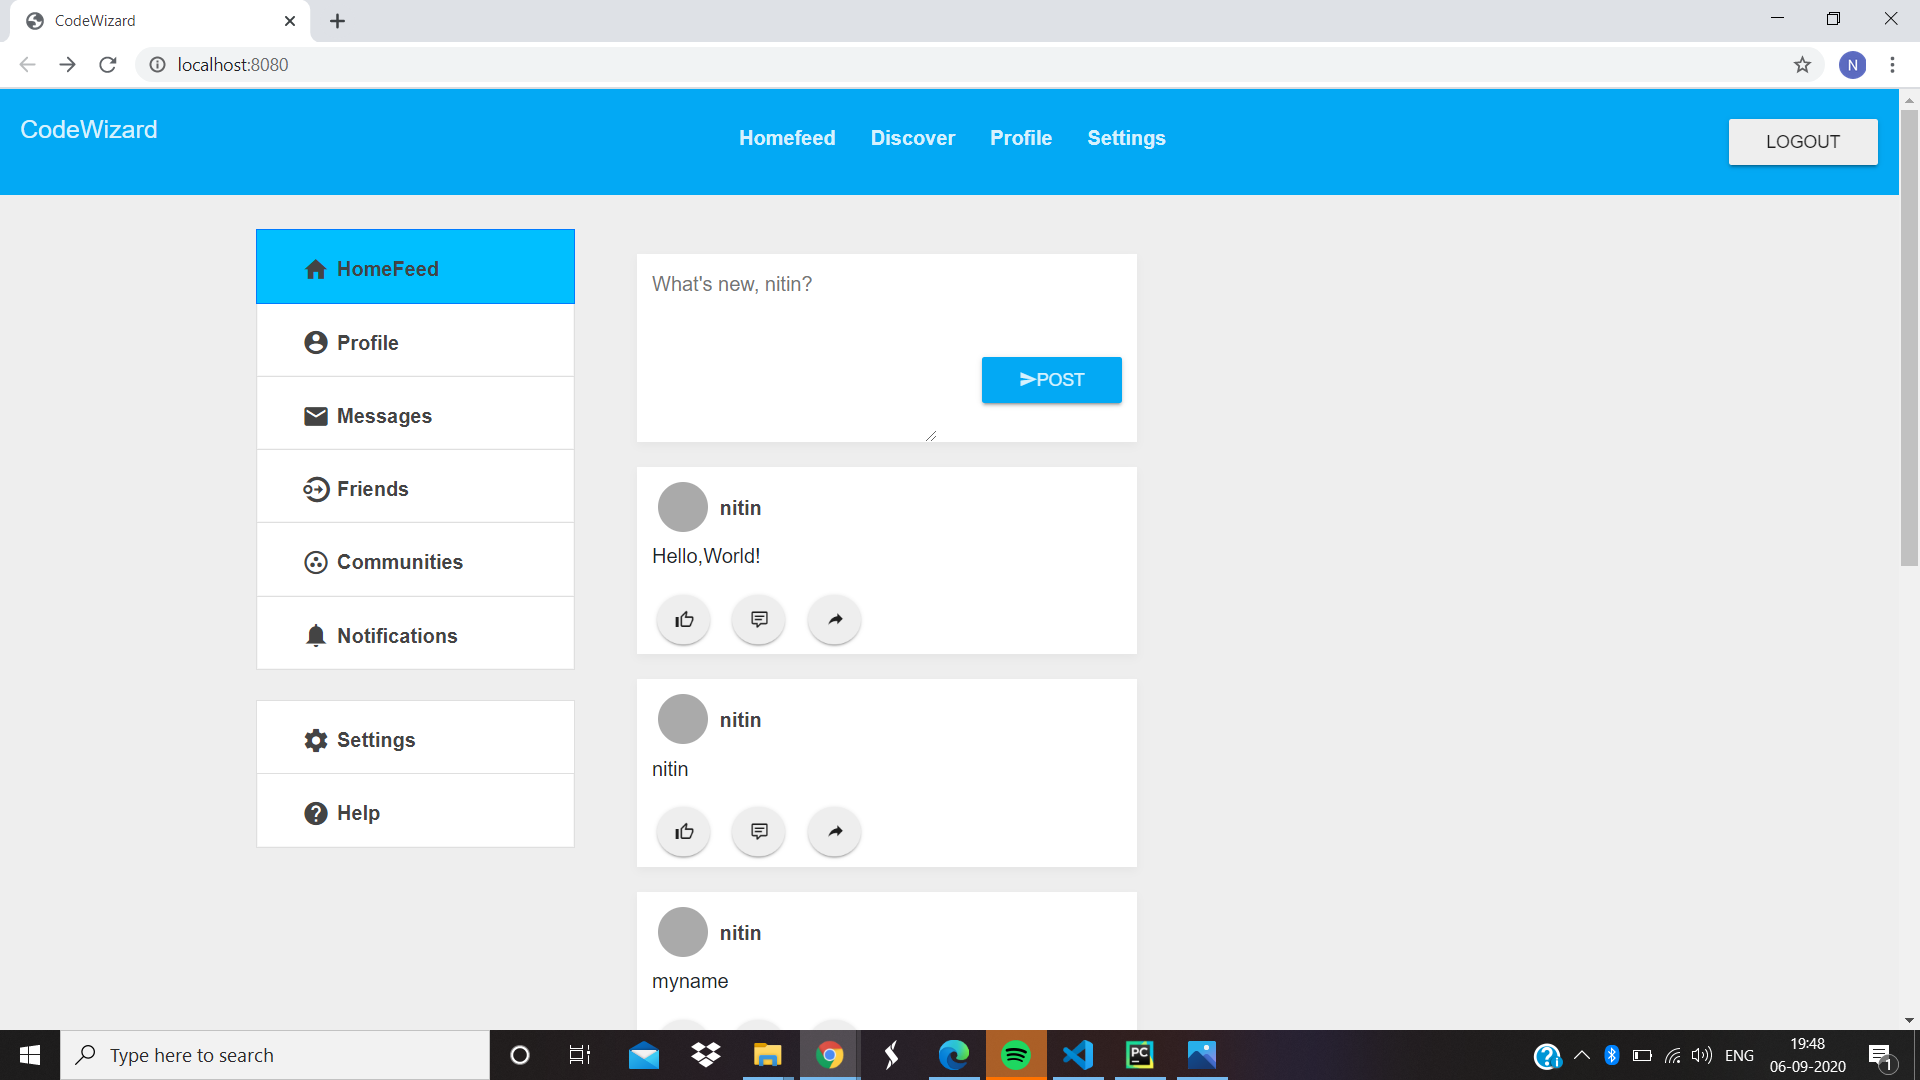 CodeWizard
localhost:8080
N
CodeWizard
Homefeed Discover Profile Settings
LOGOUT
HomeFeed
Profile
Messages
Friends
Communities
Notifications
Settings
Help
What's new, nitin?
POST
nitin
Hello,World!
nitin
nitin
nitin
myname
Type here to search
PC
ENG
19:48
06-09-2020
1